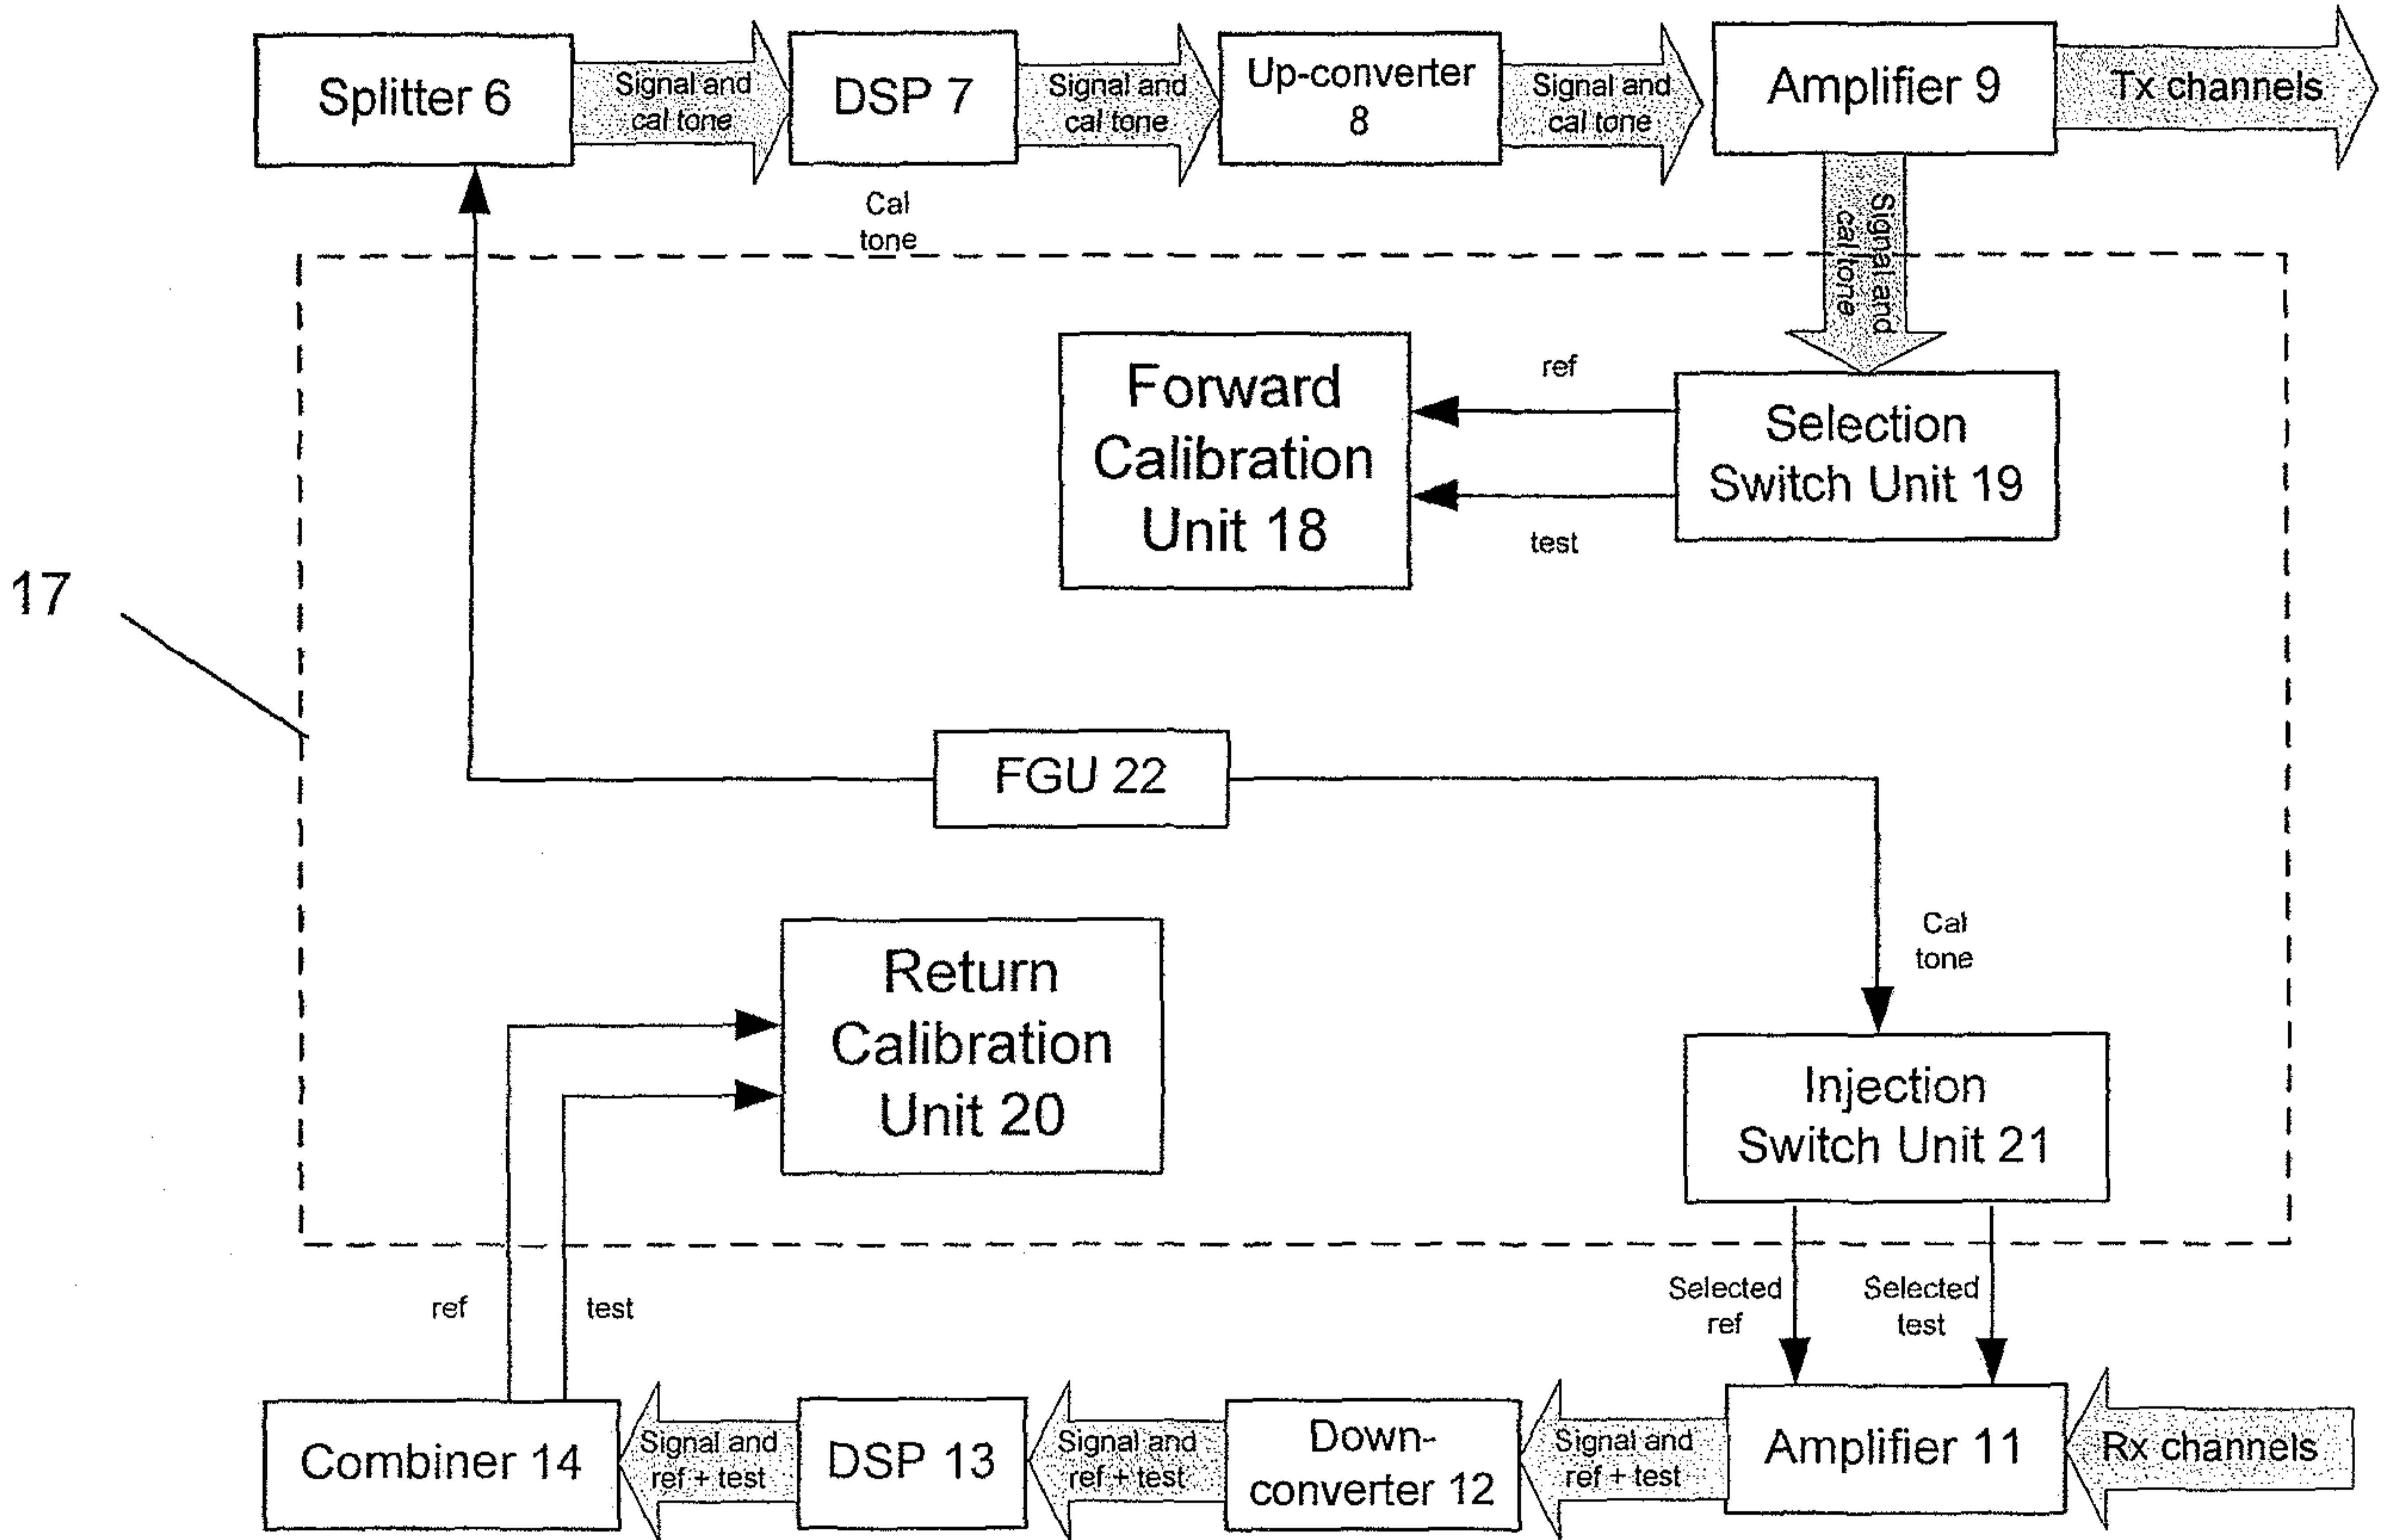 Splitter 6
Signal and
cal tone
DSP 7
Signal and
cal tone
Up-converter
8
Signal and
cal tone
Amplifier 9
Tx channels
Cal
tone
Signal and
cal tone
Forward
Calibration
Unit 18
ref
test
Selection
Switch Unit 19
17
FGU 22
Cal
tone
Return
Calibration
Unit 20
Injection
Switch Unit 21
ref
test
Selected
ref
Selected
test
Combiner 14
Signal and
ref + test
DSP 13
Signal and
ref + test
Down-
converter 12
Signal and
ref + test
Amplifier 11
Rx channels